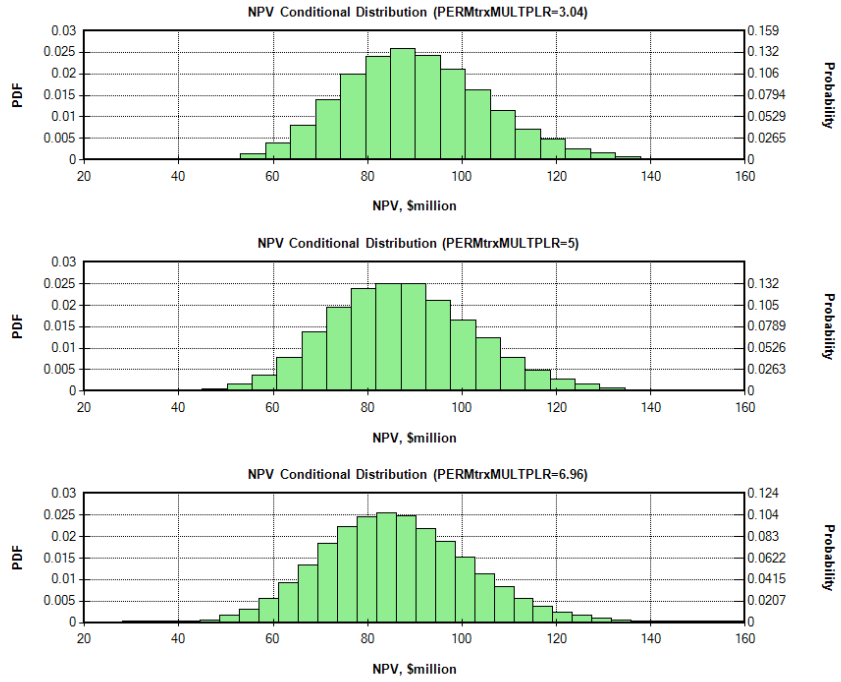 NPV Conditional Distribution (PERMtrxMULTPLR=3.04)
0.03 0.159
0.025 0.132
0.02 0.106
0.015 0.0794
0.01 0.0529
0.005 0.0265
0 0
PDF
Probability
20 40 60 80 100 120 140 160
NPV, $million
NPV Conditional Distribution (PERMtrxMULTPLR=5)
0.03
0.025 0.132
0.02 0.105
0.015 0.0789
0.01 0.0526
0.005 0.0263
0 0
PDF
Probability
20 40 60 80 100 120 140 160
NPV, $million
NPV Conditional Distribution (PERMtrxMULTPLR=6.96)
0.03 0.124
0.025 0.104
0.02 0.083
0.015 0.0622
0.01 0.0415
0.005 0.0207
0 0
PDF
Probability
20 40 60 80 100 120 140 160
NPV, $million